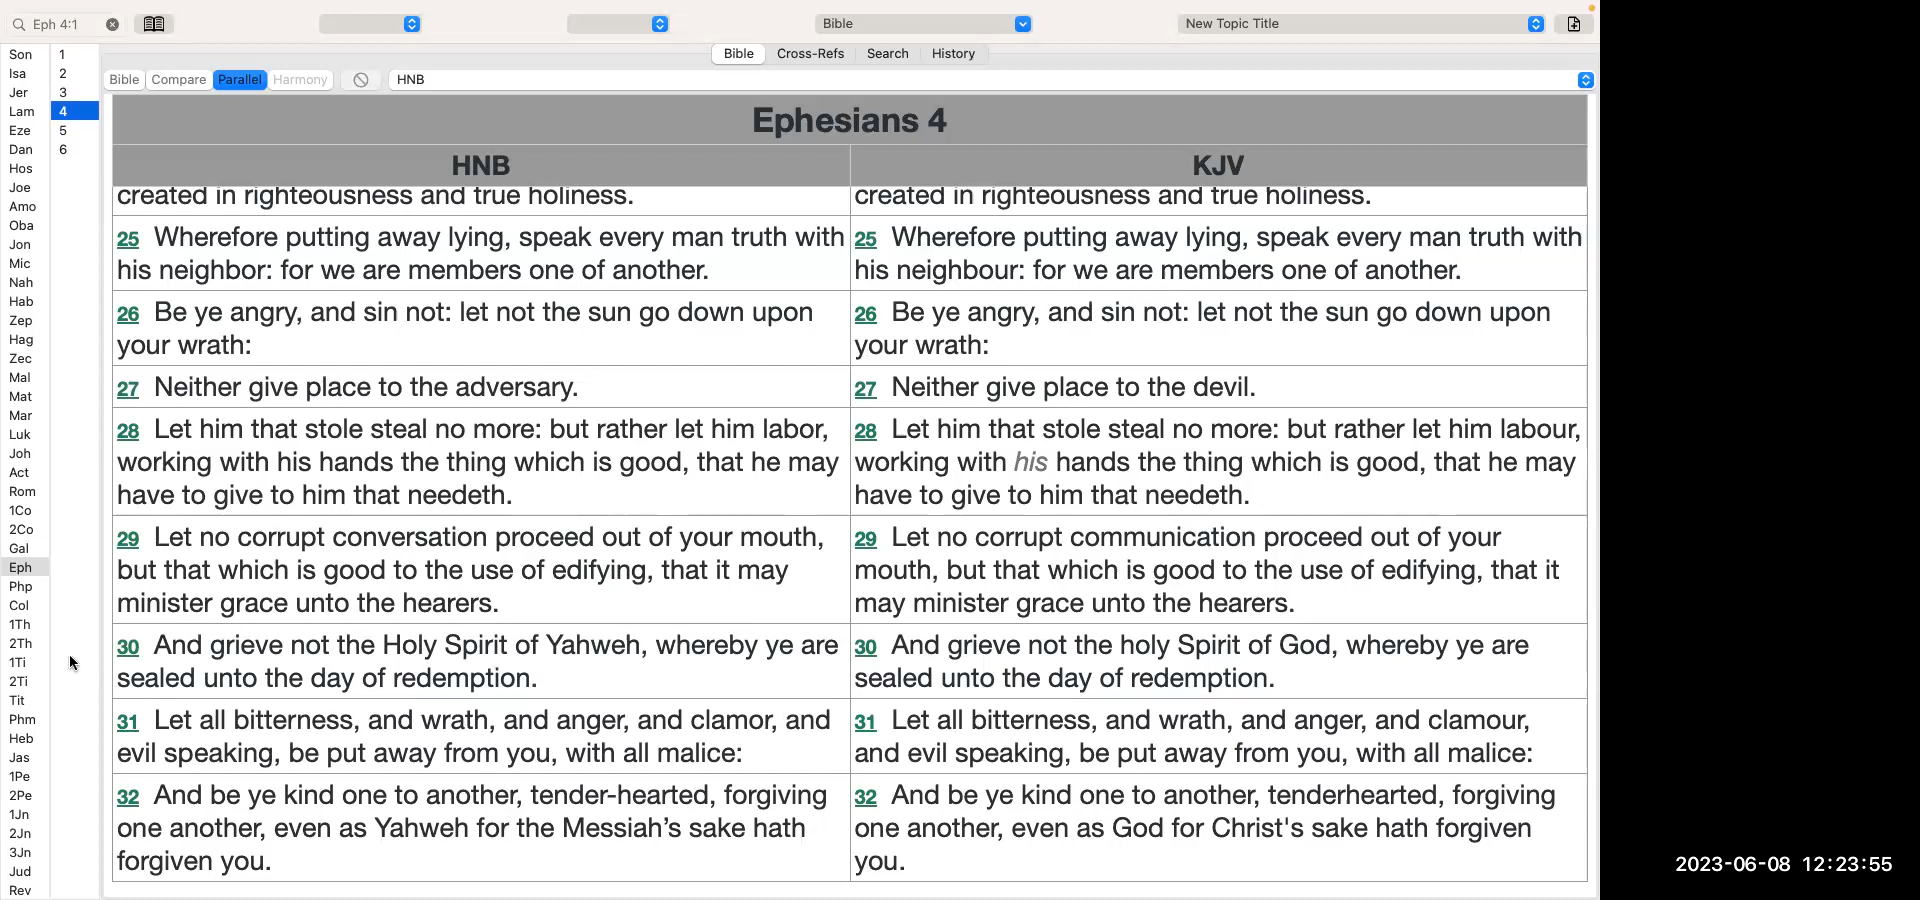 Eph 4:1
Bible
New Topic Title
Bible Cross-Refs Search History
Bible Compare Parallel Harmony
HNB
Son
Isa
Jer
Lam
Eze
Dan
Hos
Joe
Amo
Oba
Jon
Mic
Nah
Hab
Zep
Hag
Zec
Mal
Mat
Mar
Luk
Joh
Act
Rom
1Co
2Co
Gal
Eph
Php
Col
1Th
2Th
1Ti
2Ti
Tit
Phm
Heb
Jas
1Pe
2Pe
1Jn
2Jn
3Jn
Jud
Rev
1
2
3
4
5
6
Ephesians 4
HNB
created in righteousness and true holiness.
25 Wherefore putting away lying, speak every man truth with
his neighbor: for we are members one of another.
26 Be ye angry, and sin not: let not the sun go down upon
your wrath:
27 Neither give place to the adversary.
28 Let him that stole steal no more: but rather let him labor,
working with his hands the thing which is good, that he may
have to give to him that needeth.
29 Let no corrupt conversation proceed out of your mouth,
but that which is good to the use of edifying, that it may
minister grace unto the hearers.
30 And grieve not the Holy Spirit of Yahweh, whereby ye are
sealed unto the day of redemption.
31 Let all bitterness, and wrath, and anger, and clamor, and
evil speaking, be put away from you, with all malice:
32 And be ye kind one to another, tender-hearted, forgiving
one another, even as Yahweh for the Messiah’s sake hath
forgiven you.
KJV
created in righteousness and true holiness.
25 Wherefore putting away lying, speak every man truth with
his neighbour: for we are members one of another.
26 Be ye angry, and sin not: let not the sun go down upon
your wrath:
27 Neither give place to the devil.
28 Let him that stole steal no more: but rather let him labour,
working with his hands the thing which is good, that he may
have to give to him that needeth.
29 Let no corrupt communication proceed out of your
mouth, but that which is good to the use of edifying, that it
may minister grace unto the hearers.
30 And grieve not the holy Spirit of God, whereby ye are
sealed unto the day of redemption.
31 Let all bitterness, and wrath, and anger, and clamour,
and evil speaking, be put away from you, with all malice:
32 And be ye kind one to another, tenderhearted, forgiving
one another, even as God for Christ's sake hath forgiven
you.
2023-06-08 12:23:55